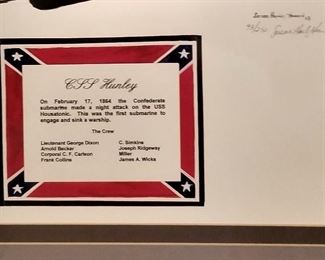 CSS Hunley
On February 17, 1864 the Confederate
submarine made a night attack on the USS
Housatonic. This was the first submarine to
engage and sink a warship.
The Crew
Lieutenant George Dixon
Arnold Becker
Corporal C. F. Carlson
Frank Collins
C. Simkins
Joseph Ridgeway
Miller
James A. Wicks